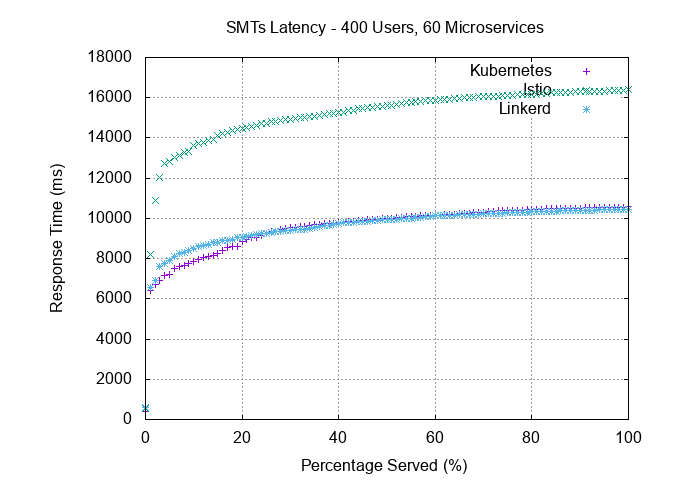 SMTs Latency - 400 Users, 60 Microservices
18000
16000
14000
12000
10000
8000
6000
4000
2000
0
Response Time (ms)
Kubernetes
Istio
Linkerd
0 20 40 60 80 100
Percentage Served (%)